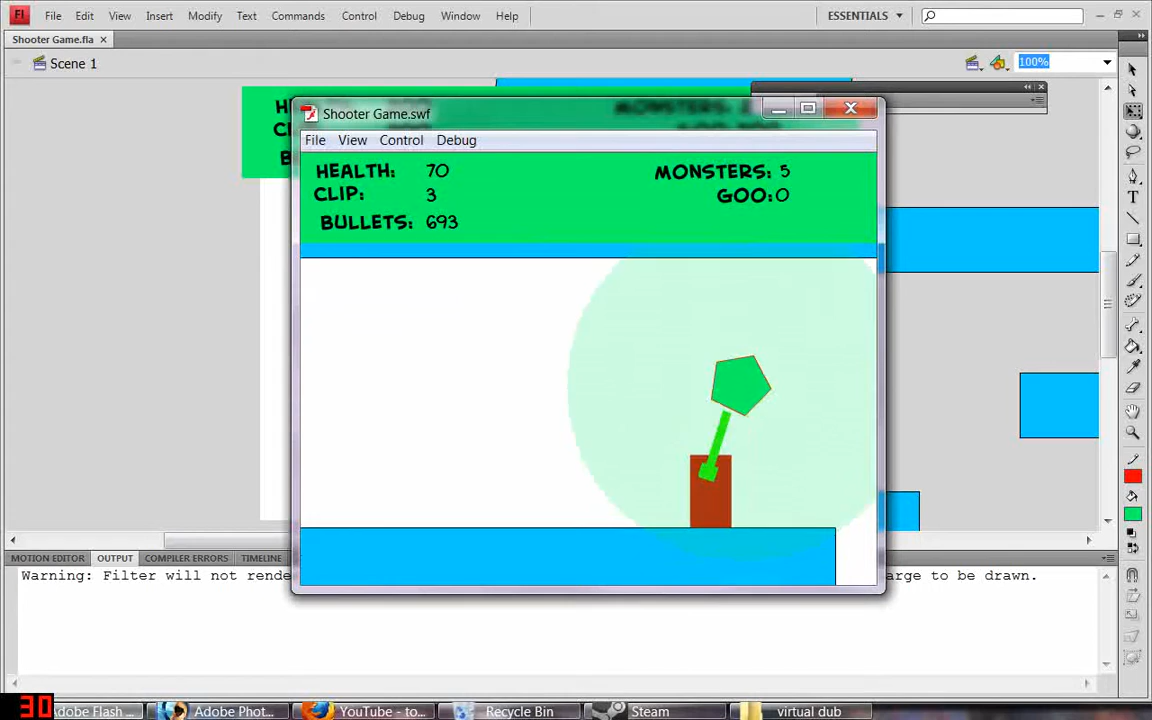 Fl File Edit View Insert Modify Text Commands Control Debug Window Help ESSENTIALS
Shooter Game.fla
Scene 1 100%
Shooter Game.swf
File View Control Debug
HEALTH: 70 MONSTERS: 5
CLIP: 3 GOO: 0
BULLETS: 693
MOTION EDITOR OUTPUT COMPILER ERRORS TIMELINE
Warning: Filter will not rende arge to be drawn.
30 Adobe Flash ... Adobe Phot... YouTube - to... Recycle Bin Steam virtual dub